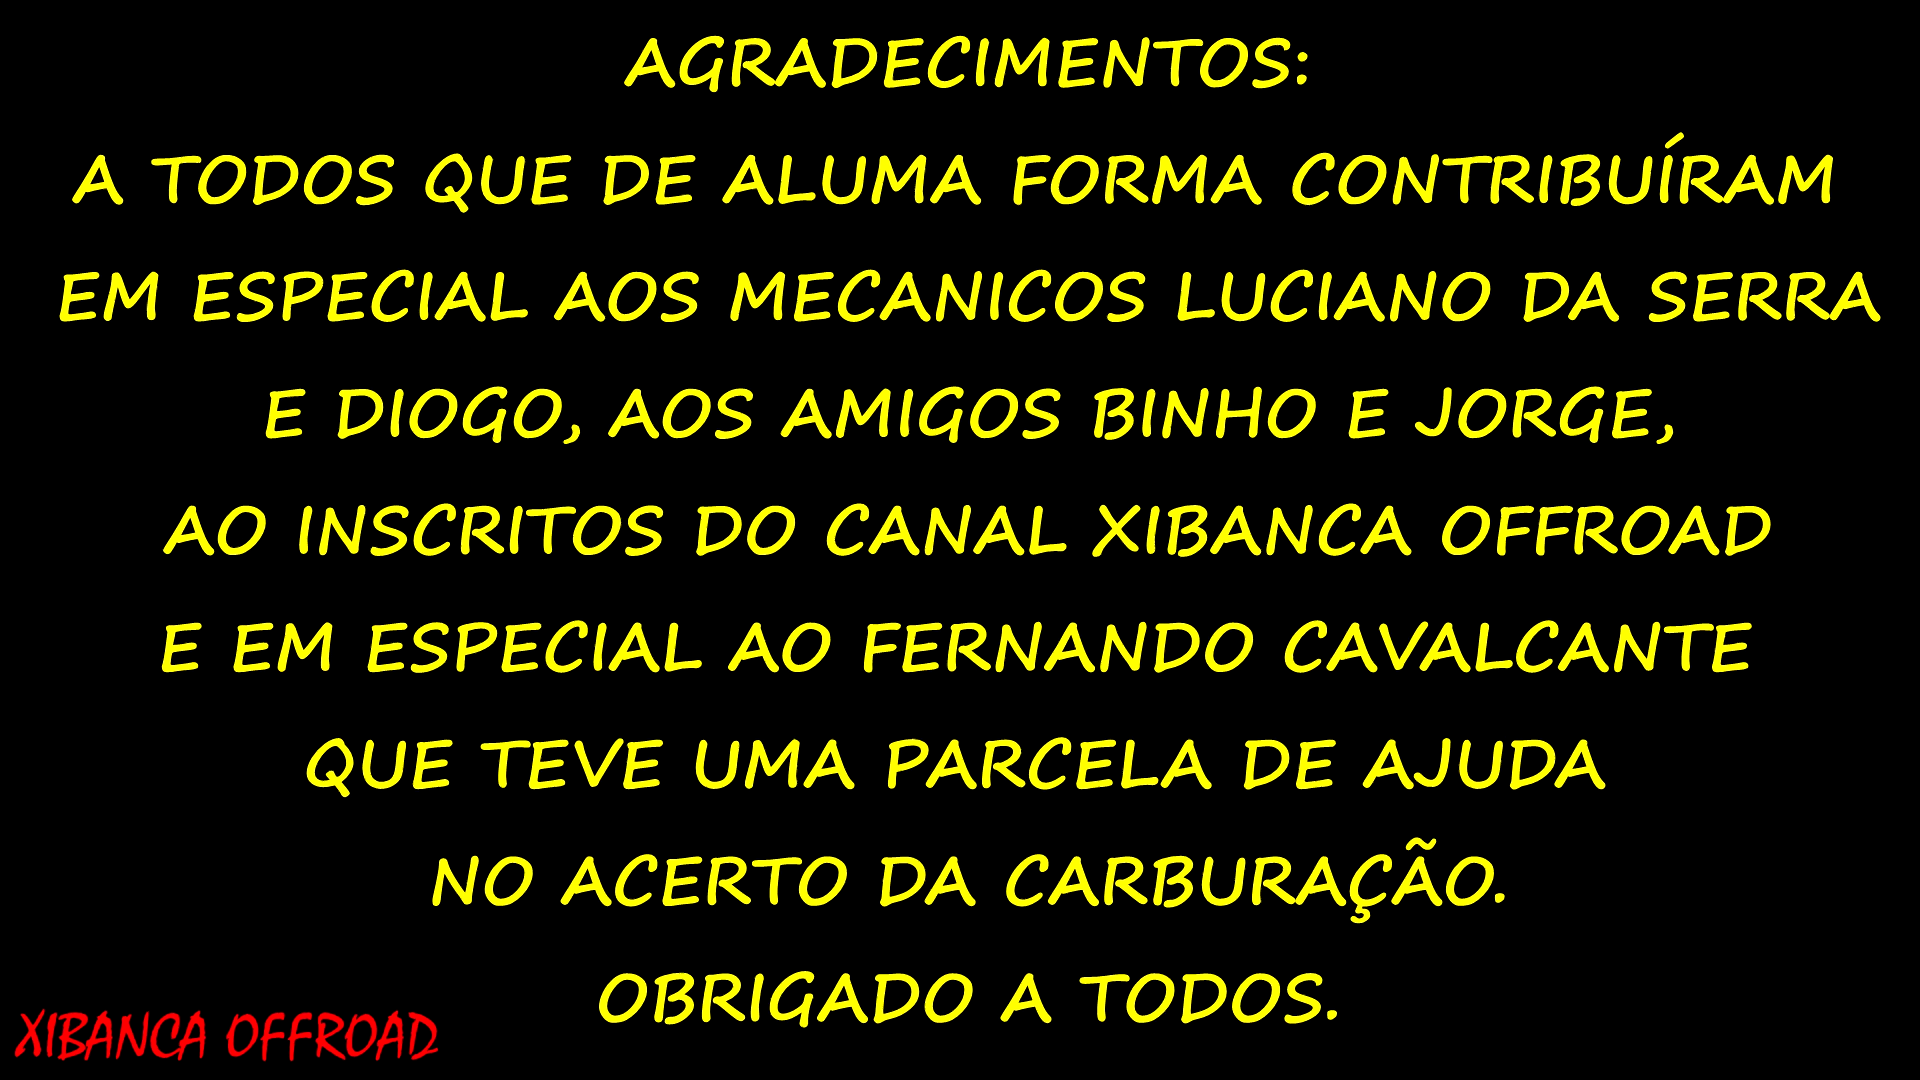 AGRADECIMENTOS:
A TODOS QUE DE ALUMA FORMA CONTRIBUÍRAM
EM ESPECIAL AOS MECANICOS LUCIANO DA SERRA
E DIOGO, AOS AMIGOS BINHO E JORGE,
AO INSCRITOS DO CANAL XIBANCA OFFROAD
E EM ESPECIAL AO FERNANDO CAVALCANTE
QUE TEVE UMA PARCELA DE AJUDA
NO ACERTO DA CARBURAÇÃO.
OBRIGADO A TODOS.
XIBANCA OFFROAD